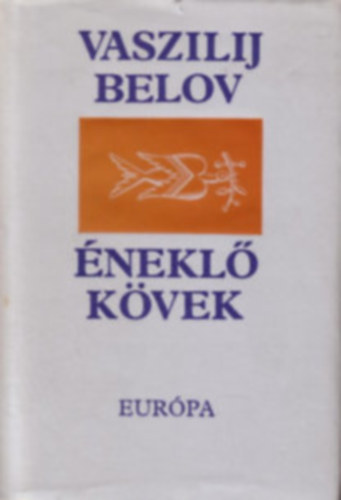 VASZILIJ
BELOV
ÉNEKLŐ
KÖVEK
EURÓPA